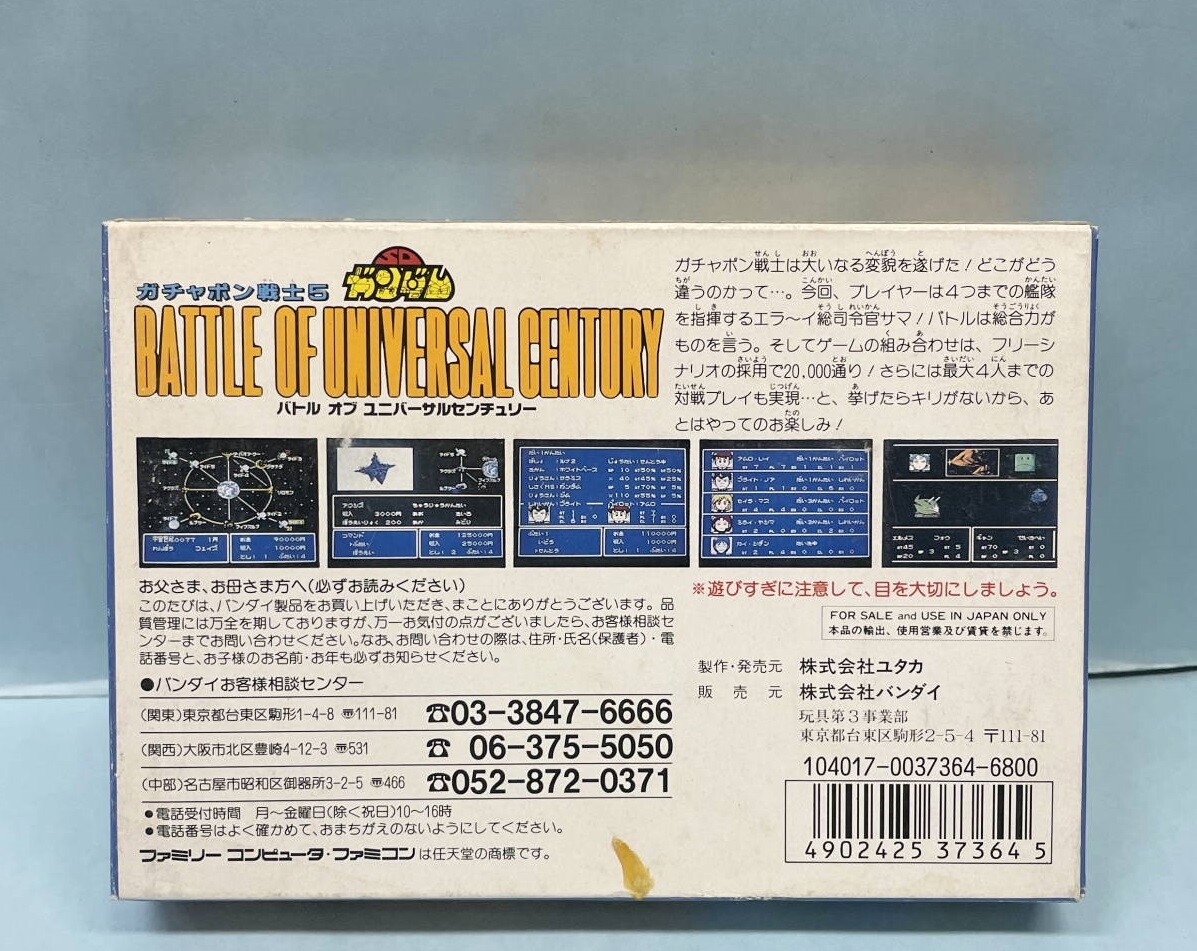 SD
ガンダム
ガチャポン戦士5
BATTLE OF UNIVERSAL CENTURY
バトル オブ ユニバーサルセンチュリー
ガチャポン戦士は大いなる変貌を遂げた!どこがどう
違うのかって…。今回、プレイヤーは4つまでの艦隊
を指揮するエラ〜イ総司令官サマ!バトルは総合力が
ものを言う。そしてゲームの組み合わせは、フリーシ
ナリオの採用で20,000通り!さらには最大4人までの
対戦プレイも実現…と、挙げたらキリがないから、あ
とはやってのお楽しみ!
お父さま、お母さま方へ(必ずお読みください)
このたびは、バンダイ製品をお買い上げいただき、まことにありがとうございます。品
質管理には万全を期しておりますが、万一お気付の点がございましたら、お客様相談セ
ンターまでお問い合わせください。なお、お問い合わせの際は、住所・氏名(保護者)・電
話番号と、お子様のお名前・お年も必ずお知らせください。
●バンダイお客様相談センター
(関東)東京都台東区駒形1-4-8 〠111-81 ☎03-3847-6666
(関西)大阪市北区豊崎4-12-3 〠531 ☎06-375-5050
(中部)名古屋市昭和区御器所3-2-5 〠466 ☎052-872-0371
●電話受付時間 月〜金曜日(除く祝日)10〜16時
●電話番号はよく確かめて、おまちがえのないようにしてください。
ファミリー コンピュータ・ファミコンは任天堂の商標です。
※遊びすぎに注意して、目を大切にしましょう。
FOR SALE and USE IN JAPAN ONLY
本品の輸出、使用営業及び賃貸を禁じます。
製作・発売元 株式会社ユタカ
販売元 株式会社バンダイ
玩具第3事業部
東京都台東区駒形2-5-4 〒111-81
104017-0037364-6800
4902425 373645